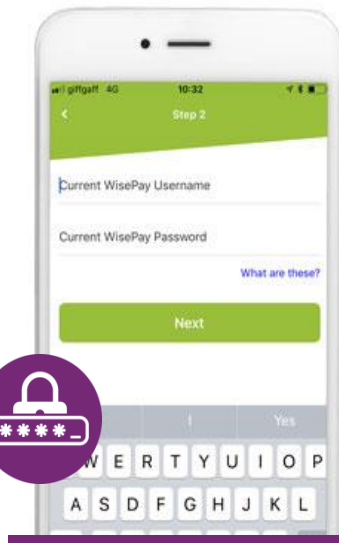 giffgaff 4G 10:32
Step 2
Current WisePay Username
Current WisePay Password
What are these?
Next
I Yes
****_
W E R T Y U I O P
A S D F G H J K L